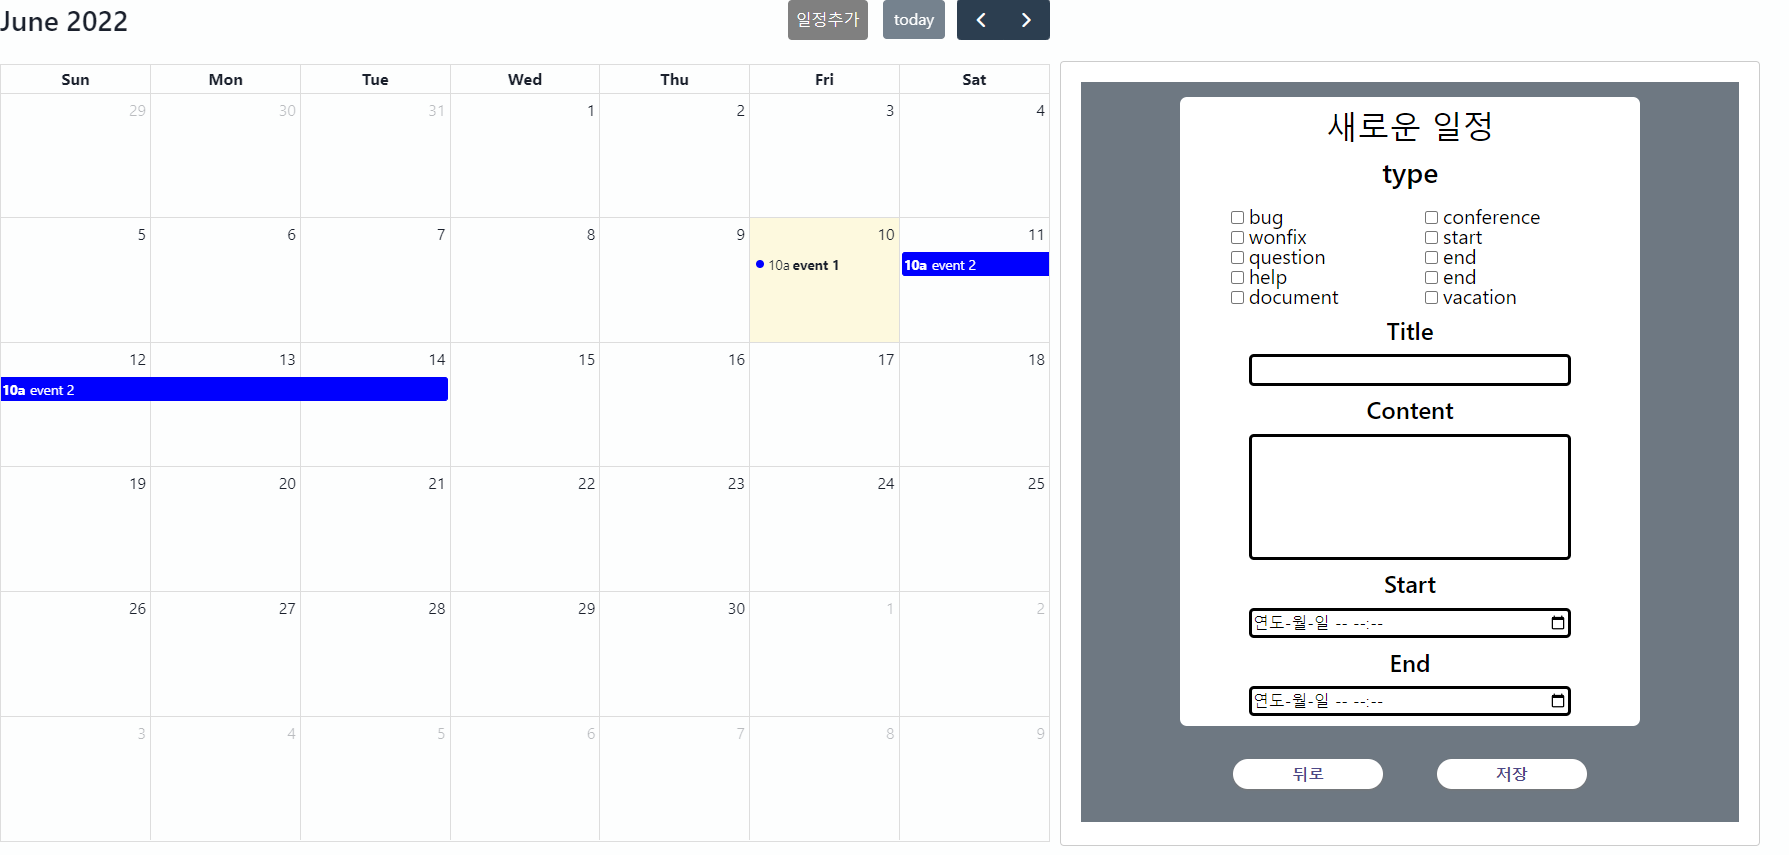 June 2022
일정추가 today
Sun Mon Tue Wed Thu Fri Sat
29 30 31 1 2 3 4
5 6 7 8 9 10 11
10a event 1
10a event 2
12 13 14 15 16 17 18
10a event 2
19 20 21 22 23 24 25
26 27 28 29 30 1 2
3 4 5 6 7 8 9
새로운 일정
type
bug conference
wonfix start
question end
help end
document vacation
Title
Content
Start
연도-월-일 -- --:--
End
연도-월-일 -- --:--
뒤로 저장